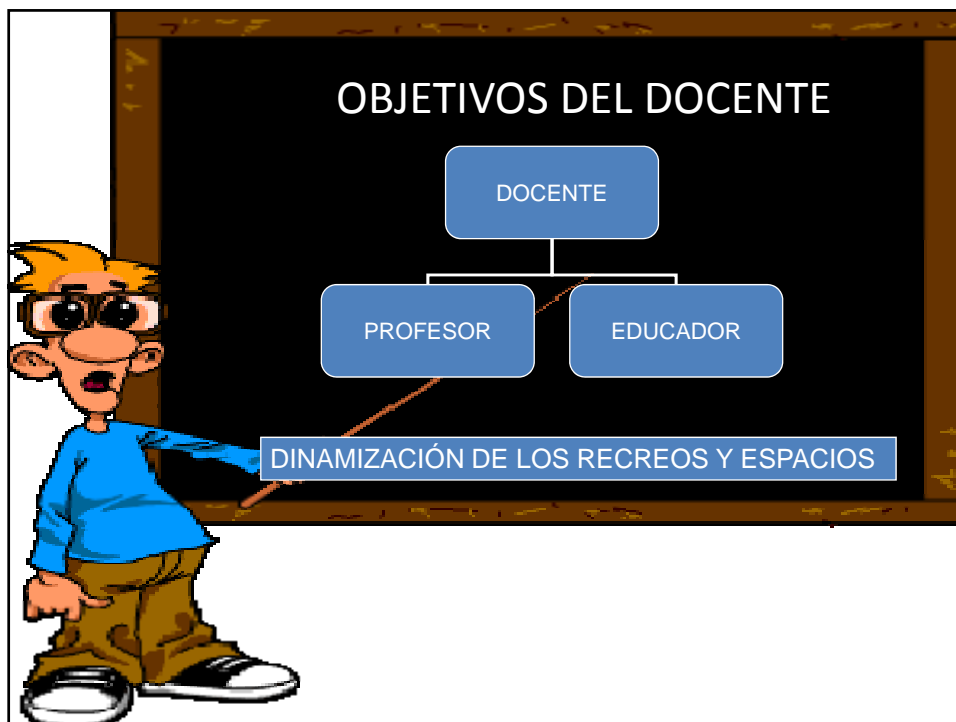 OBJETIVOS DEL DOCENTE
DOCENTE
PROFESOR
EDUCADOR
DINAMIZACIÓN DE LOS RECREOS Y ESPACIOS